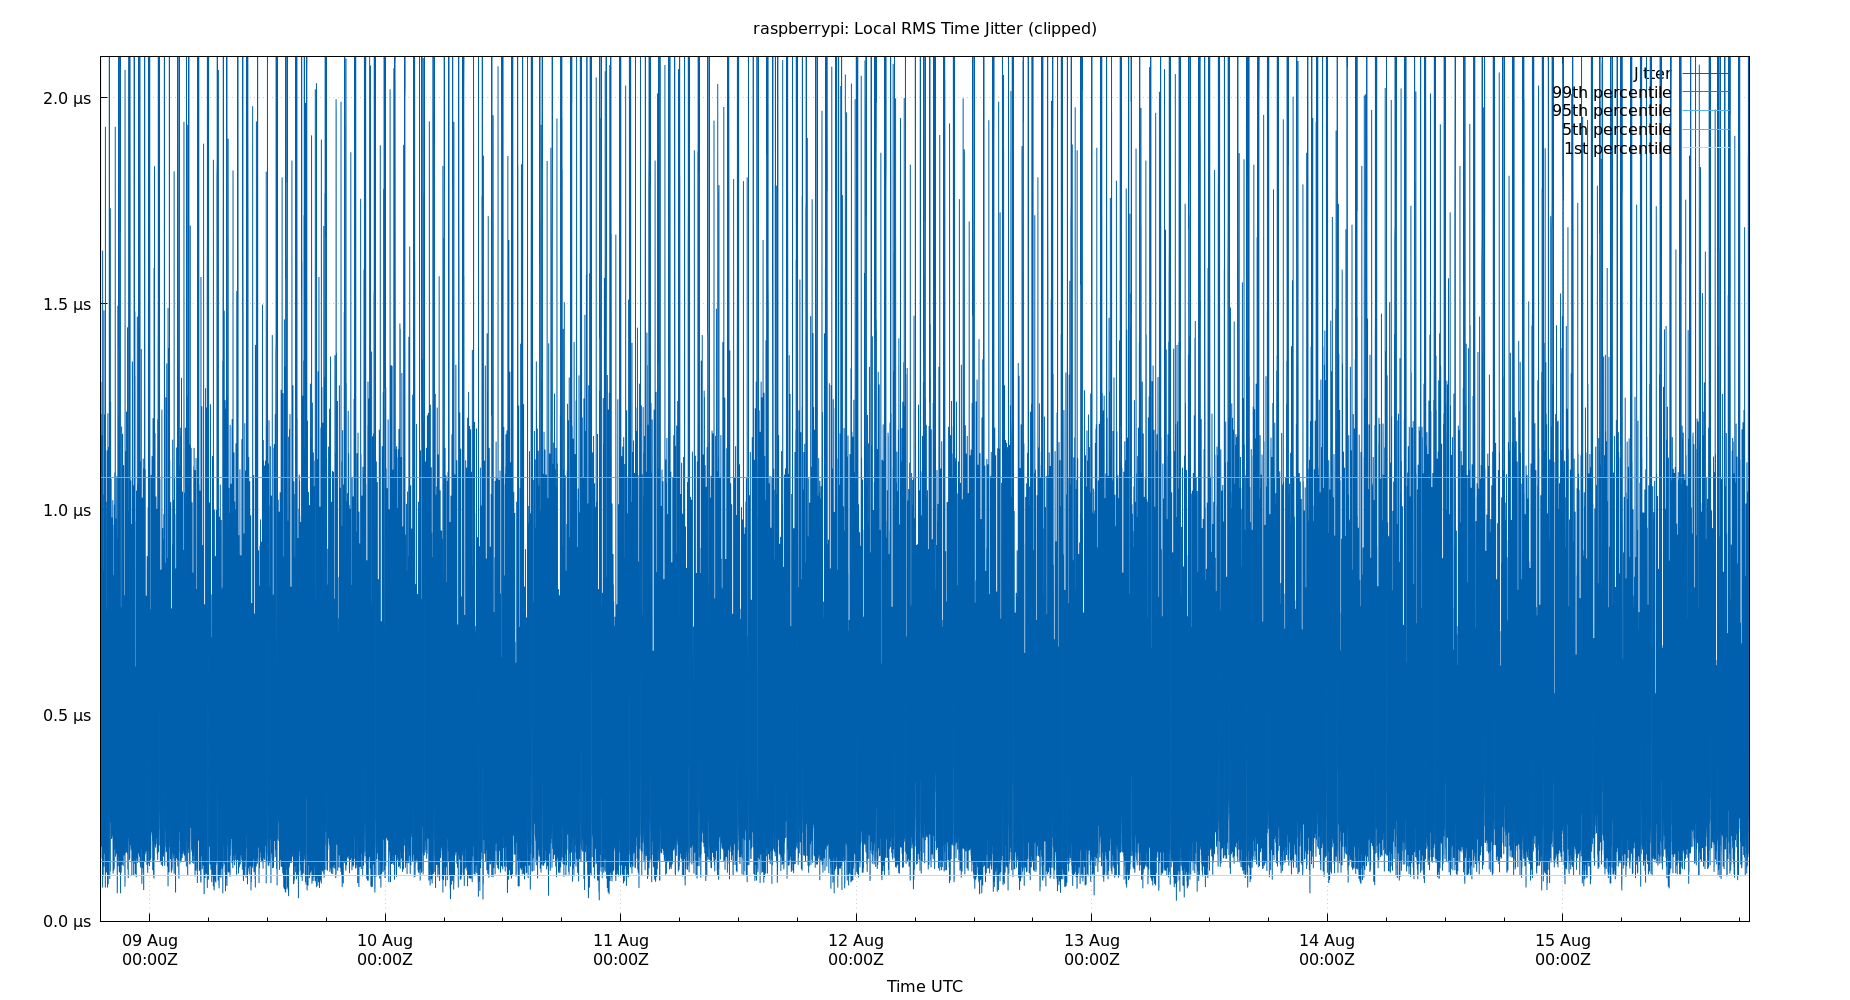 raspberrypi: Local RMS Time Jitter (clipped)
Jitter
99th percentile
95th percentile
5th percentile
1st percentile
2.0 µs
1.5 µs
1.0 µs
0.5 µs
0.0 µs
09 Aug 10 Aug 11 Aug 12 Aug 13 Aug 14 Aug 15 Aug
00:00Z 00:00Z 00:00Z 00:00Z 00:00Z 00:00Z 00:00Z
Time UTC